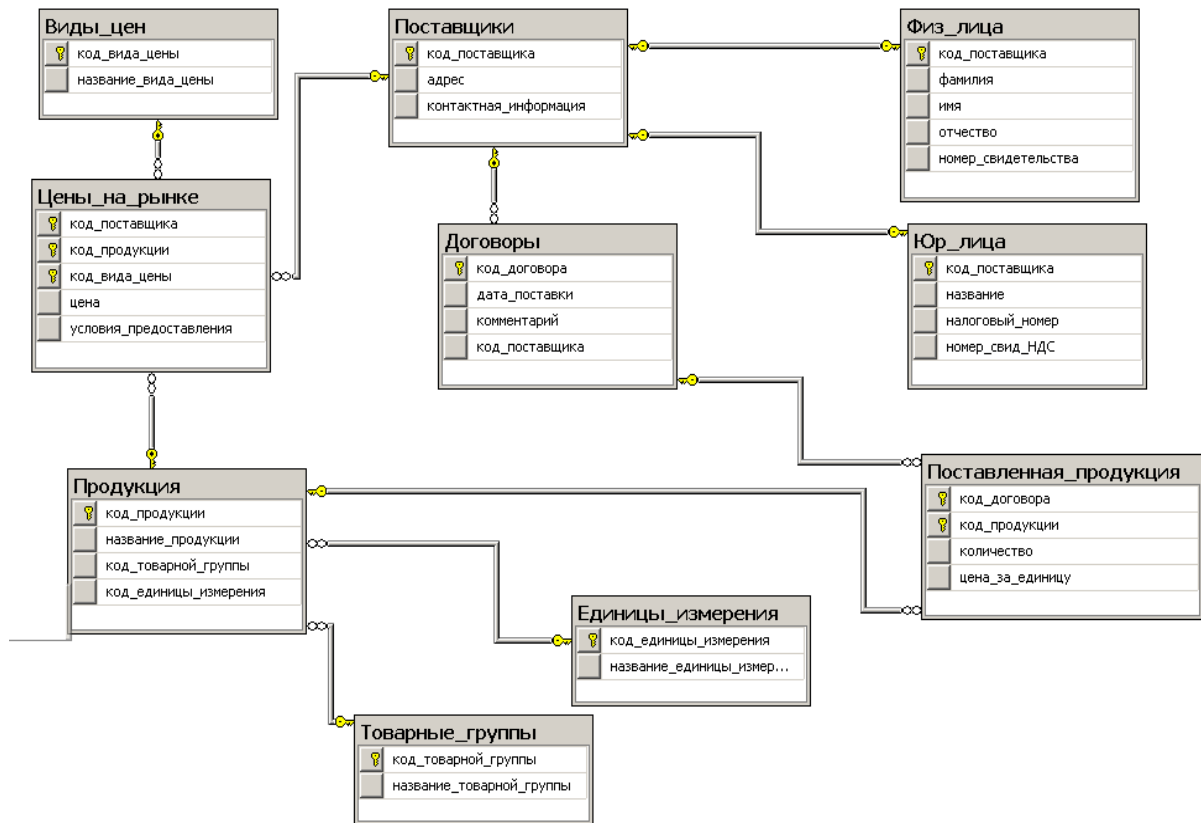 Виды_цен
код_вида_цены
название_вида_цены
Поставщики
код_поставщика
адрес
контактная_информация
Физ_лица
код_поставщика
фамилия
имя
отчество
номер_свидетельства
Цены_на_рынке
код_поставщика
код_продукции
код_вида_цены
цена
условия_предоставления
Договоры
код_договора
дата_поставки
комментарий
код_поставщика
Юр_лица
код_поставщика
название
налоговый_номер
номер_свид_НДС
Продукция
код_продукции
название_продукции
код_товарной_группы
код_единицы_измерения
Поставленная_продукция
код_договора
код_продукции
количество
цена_за_единицу
Единицы_измерения
код_единицы_измерения
название_единицы_измер...
Товарные_группы
код_товарной_группы
название_товарной_группы